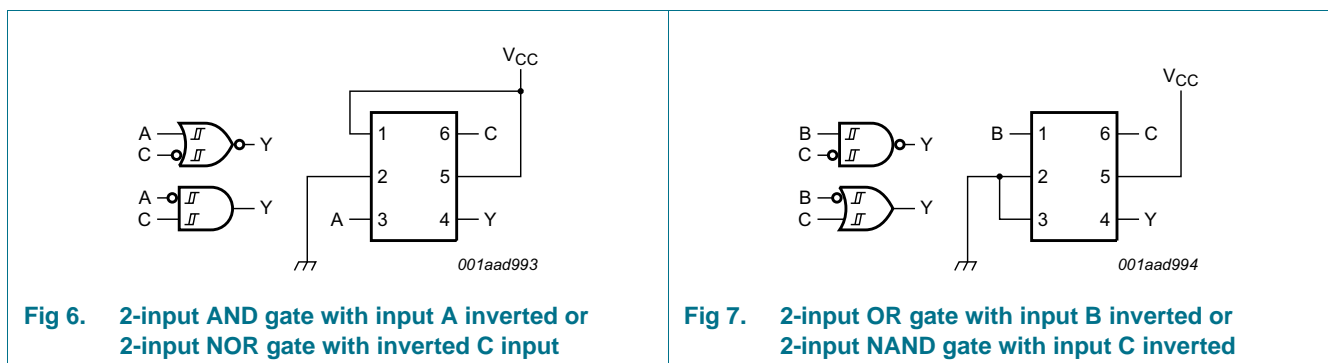 V_CC
A
C
Y
A
C
Y
1
6
C
2
5
A
3
4
Y
001aad993
Fig 6. 2-input AND gate with input A inverted or
2-input NOR gate with inverted C input
V_CC
B
C
Y
B
C
Y
B
1
6
C
2
5
3
4
Y
001aad994
Fig 7. 2-input OR gate with input B inverted or
2-input NAND gate with input C inverted